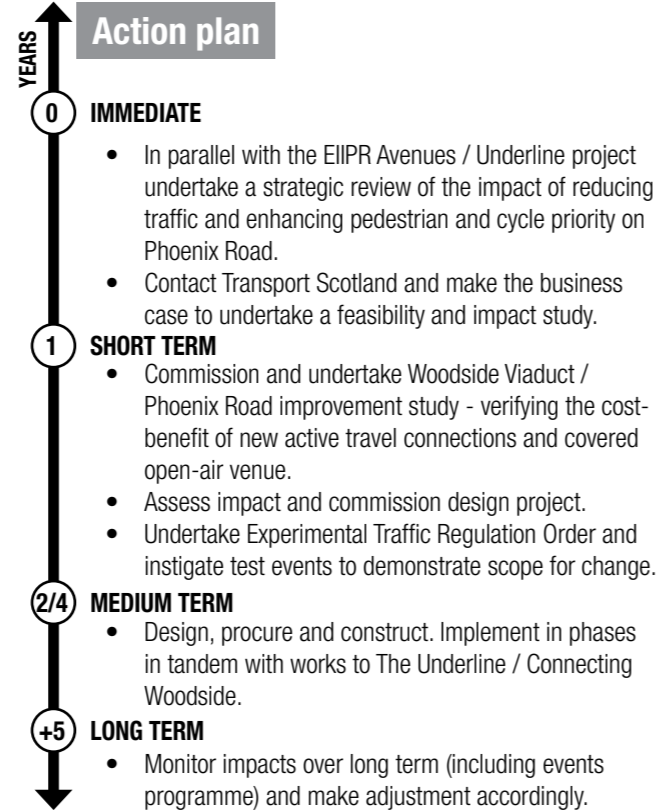 YEARS
Action plan
0
IMMEDIATE
• In parallel with the EIIPR Avenues / Underline project
undertake a strategic review of the impact of reducing
traffic and enhancing pedestrian and cycle priority on
Phoenix Road.
• Contact Transport Scotland and make the business
case to undertake a feasibility and impact study.
1
SHORT TERM
• Commission and undertake Woodside Viaduct /
Phoenix Road improvement study - verifying the cost-
benefit of new active travel connections and covered
open-air venue.
• Assess impact and commission design project.
• Undertake Experimental Traffic Regulation Order and
instigate test events to demonstrate scope for change.
2/4
MEDIUM TERM
• Design, procure and construct. Implement in phases
in tandem with works to The Underline / Connecting
Woodside.
+5
LONG TERM
• Monitor impacts over long term (including events
programme) and make adjustment accordingly.